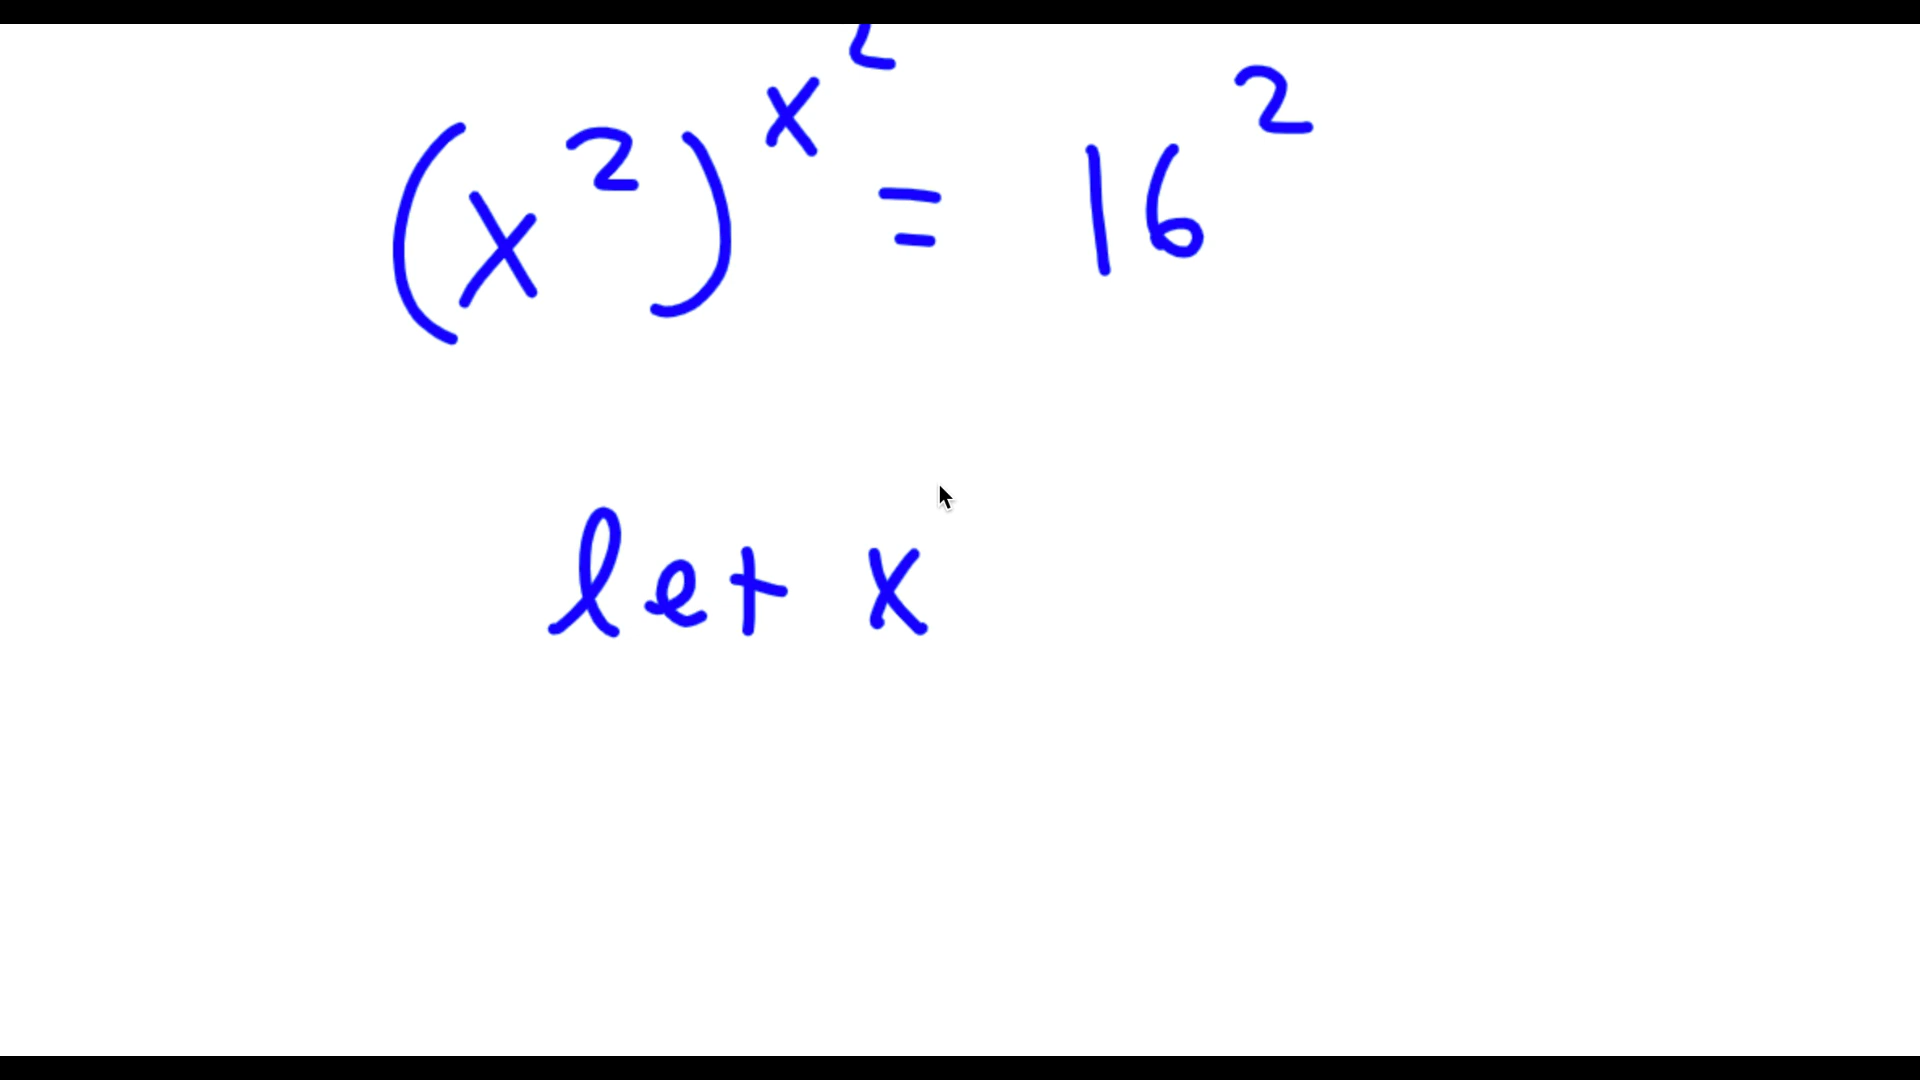 (x²)^x² = 16²
let x